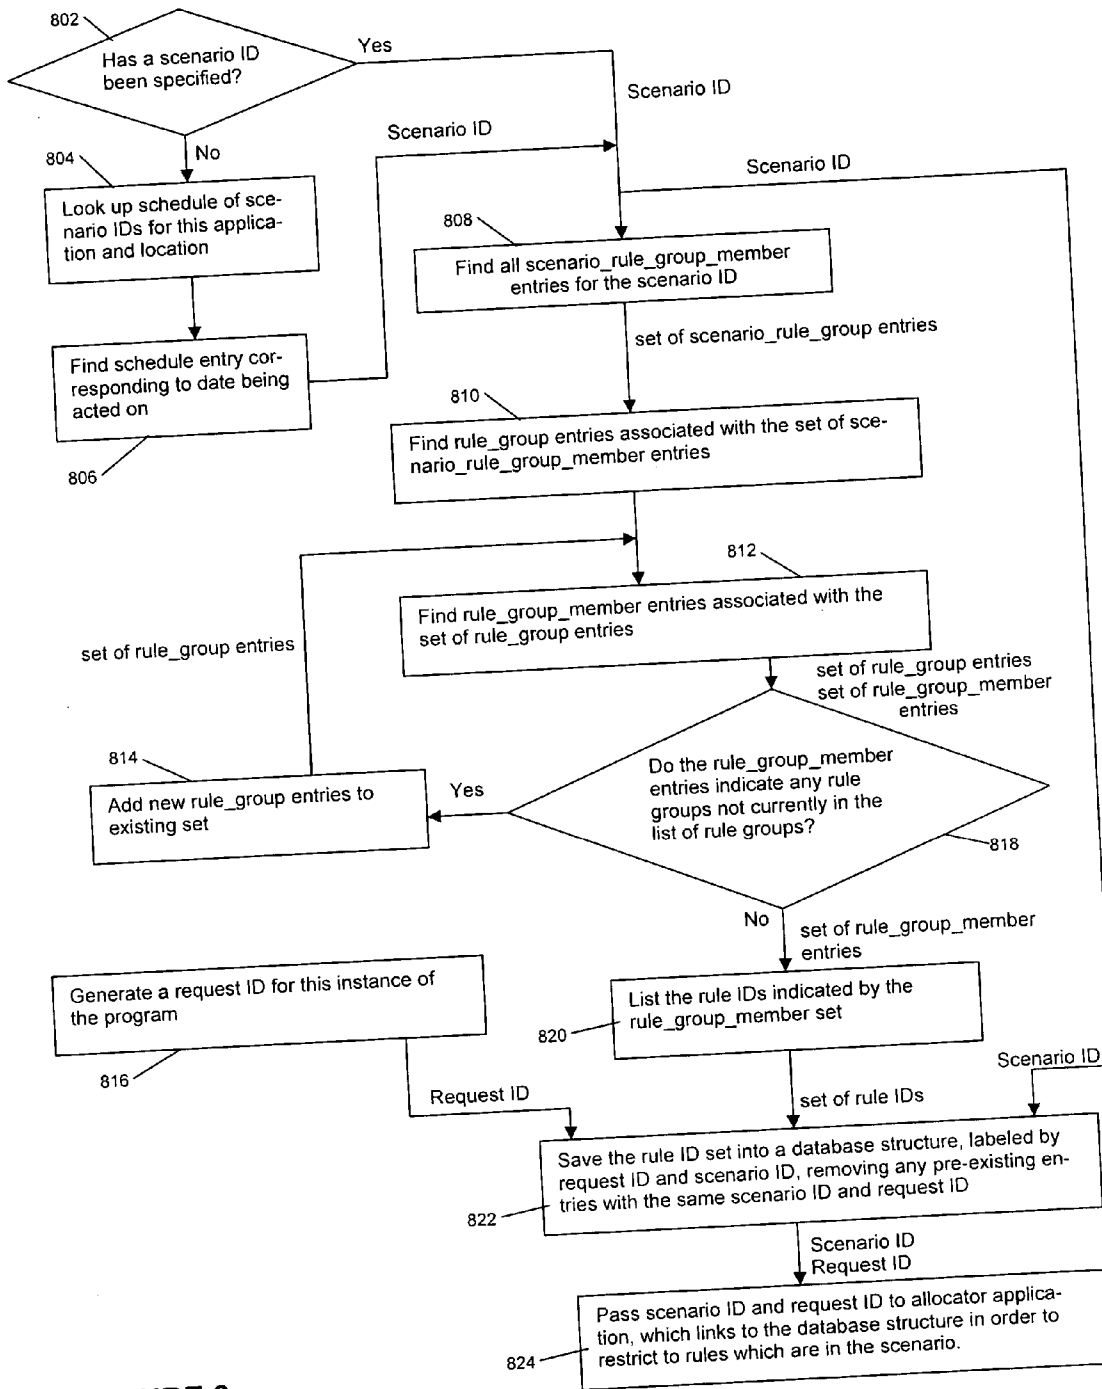 802
Has a scenario ID
been specified?
Yes
Scenario ID
No
Scenario ID
Scenario ID
804
Look up schedule of sce-
nario IDs for this applica-
tion and location
808
Find all scenario_rule_group_member
entries for the scenario ID
set of scenario_rule_group entries
Find schedule entry cor-
responding to date being
acted on
806
810
Find rule_group entries associated with the set of sce-
nario_rule_group_member entries
812
Find rule_group_member entries associated with the
set of rule_group entries
set of rule_group entries
set of rule_group entries
set of rule_group_member
entries
814
Add new rule_group entries to
existing set
Yes
Do the rule_group_member
entries indicate any rule
groups not currently in the
list of rule groups?
818
No
set of rule_group_member
entries
Generate a request ID for this instance of
the program
816
List the rule IDs indicated by the
rule_group_member set
820
Request ID
set of rule IDs
Scenario ID
Save the rule ID set into a database structure, labeled by
request ID and scenario ID, removing any pre-existing en-
tries with the same scenario ID and request ID
822
Scenario ID
Request ID
Pass scenario ID and request ID to allocator applica-
tion, which links to the database structure in order to
restrict to rules which are in the scenario.
824